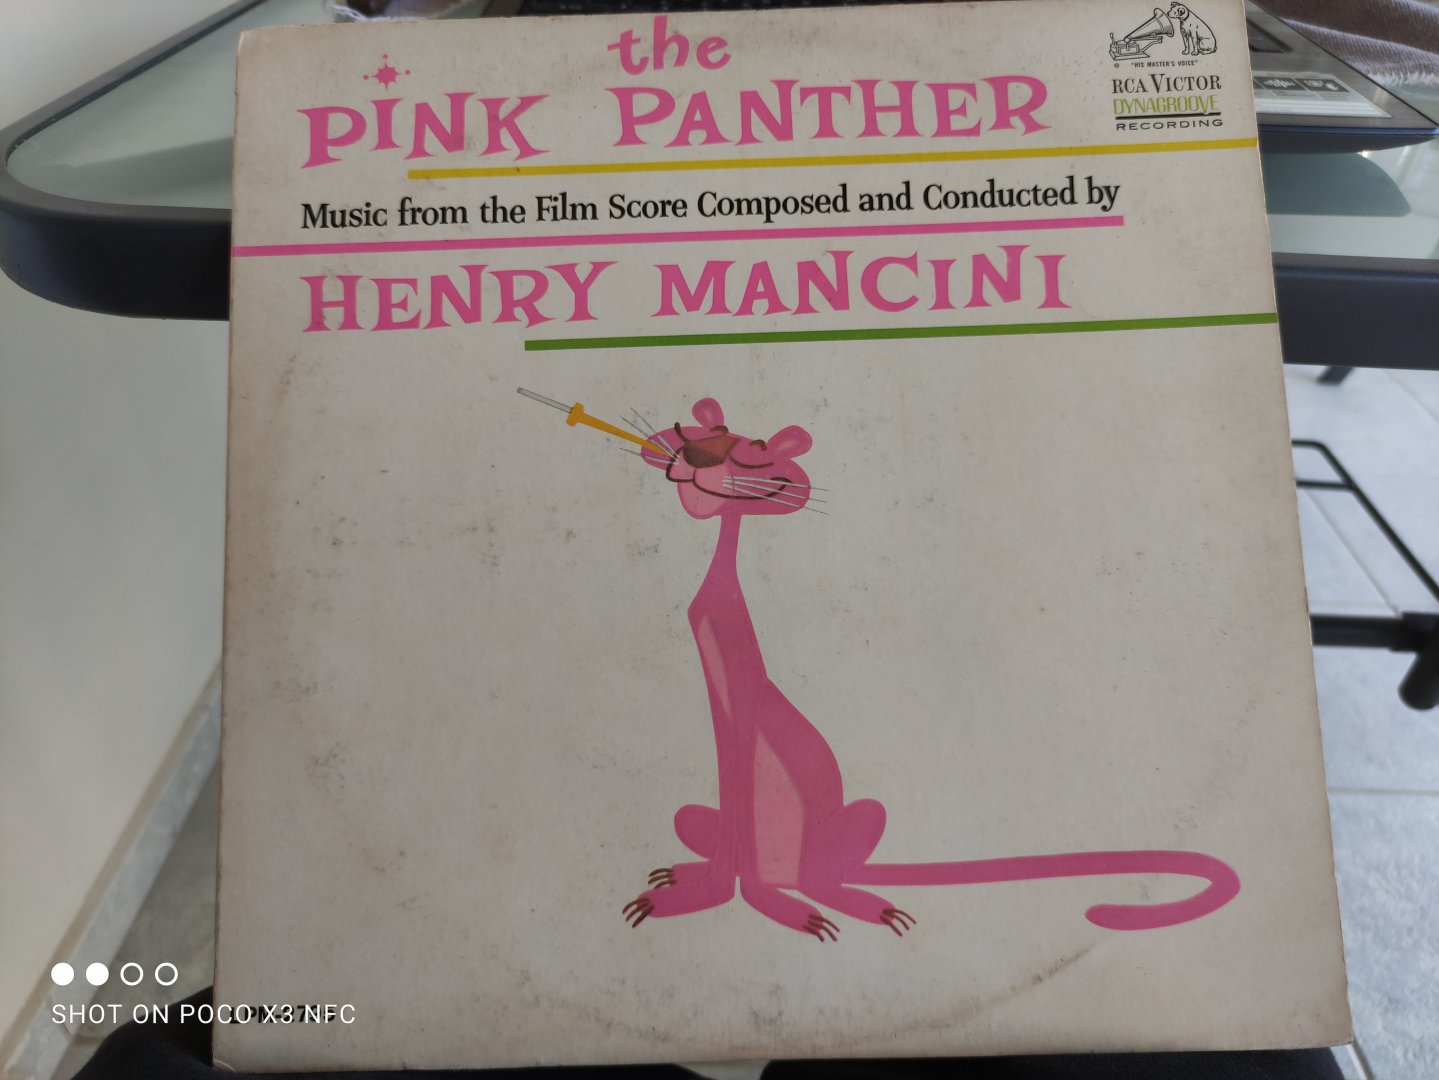 the
PINK PANTHER
"HIS MASTER'S VOICE"
RCA VICTOR
DYNAGROOVE
RECORDING
Music from the Film Score Composed and Conducted by
HENRY MANCINI
SHOT ON POCO X3 NFC